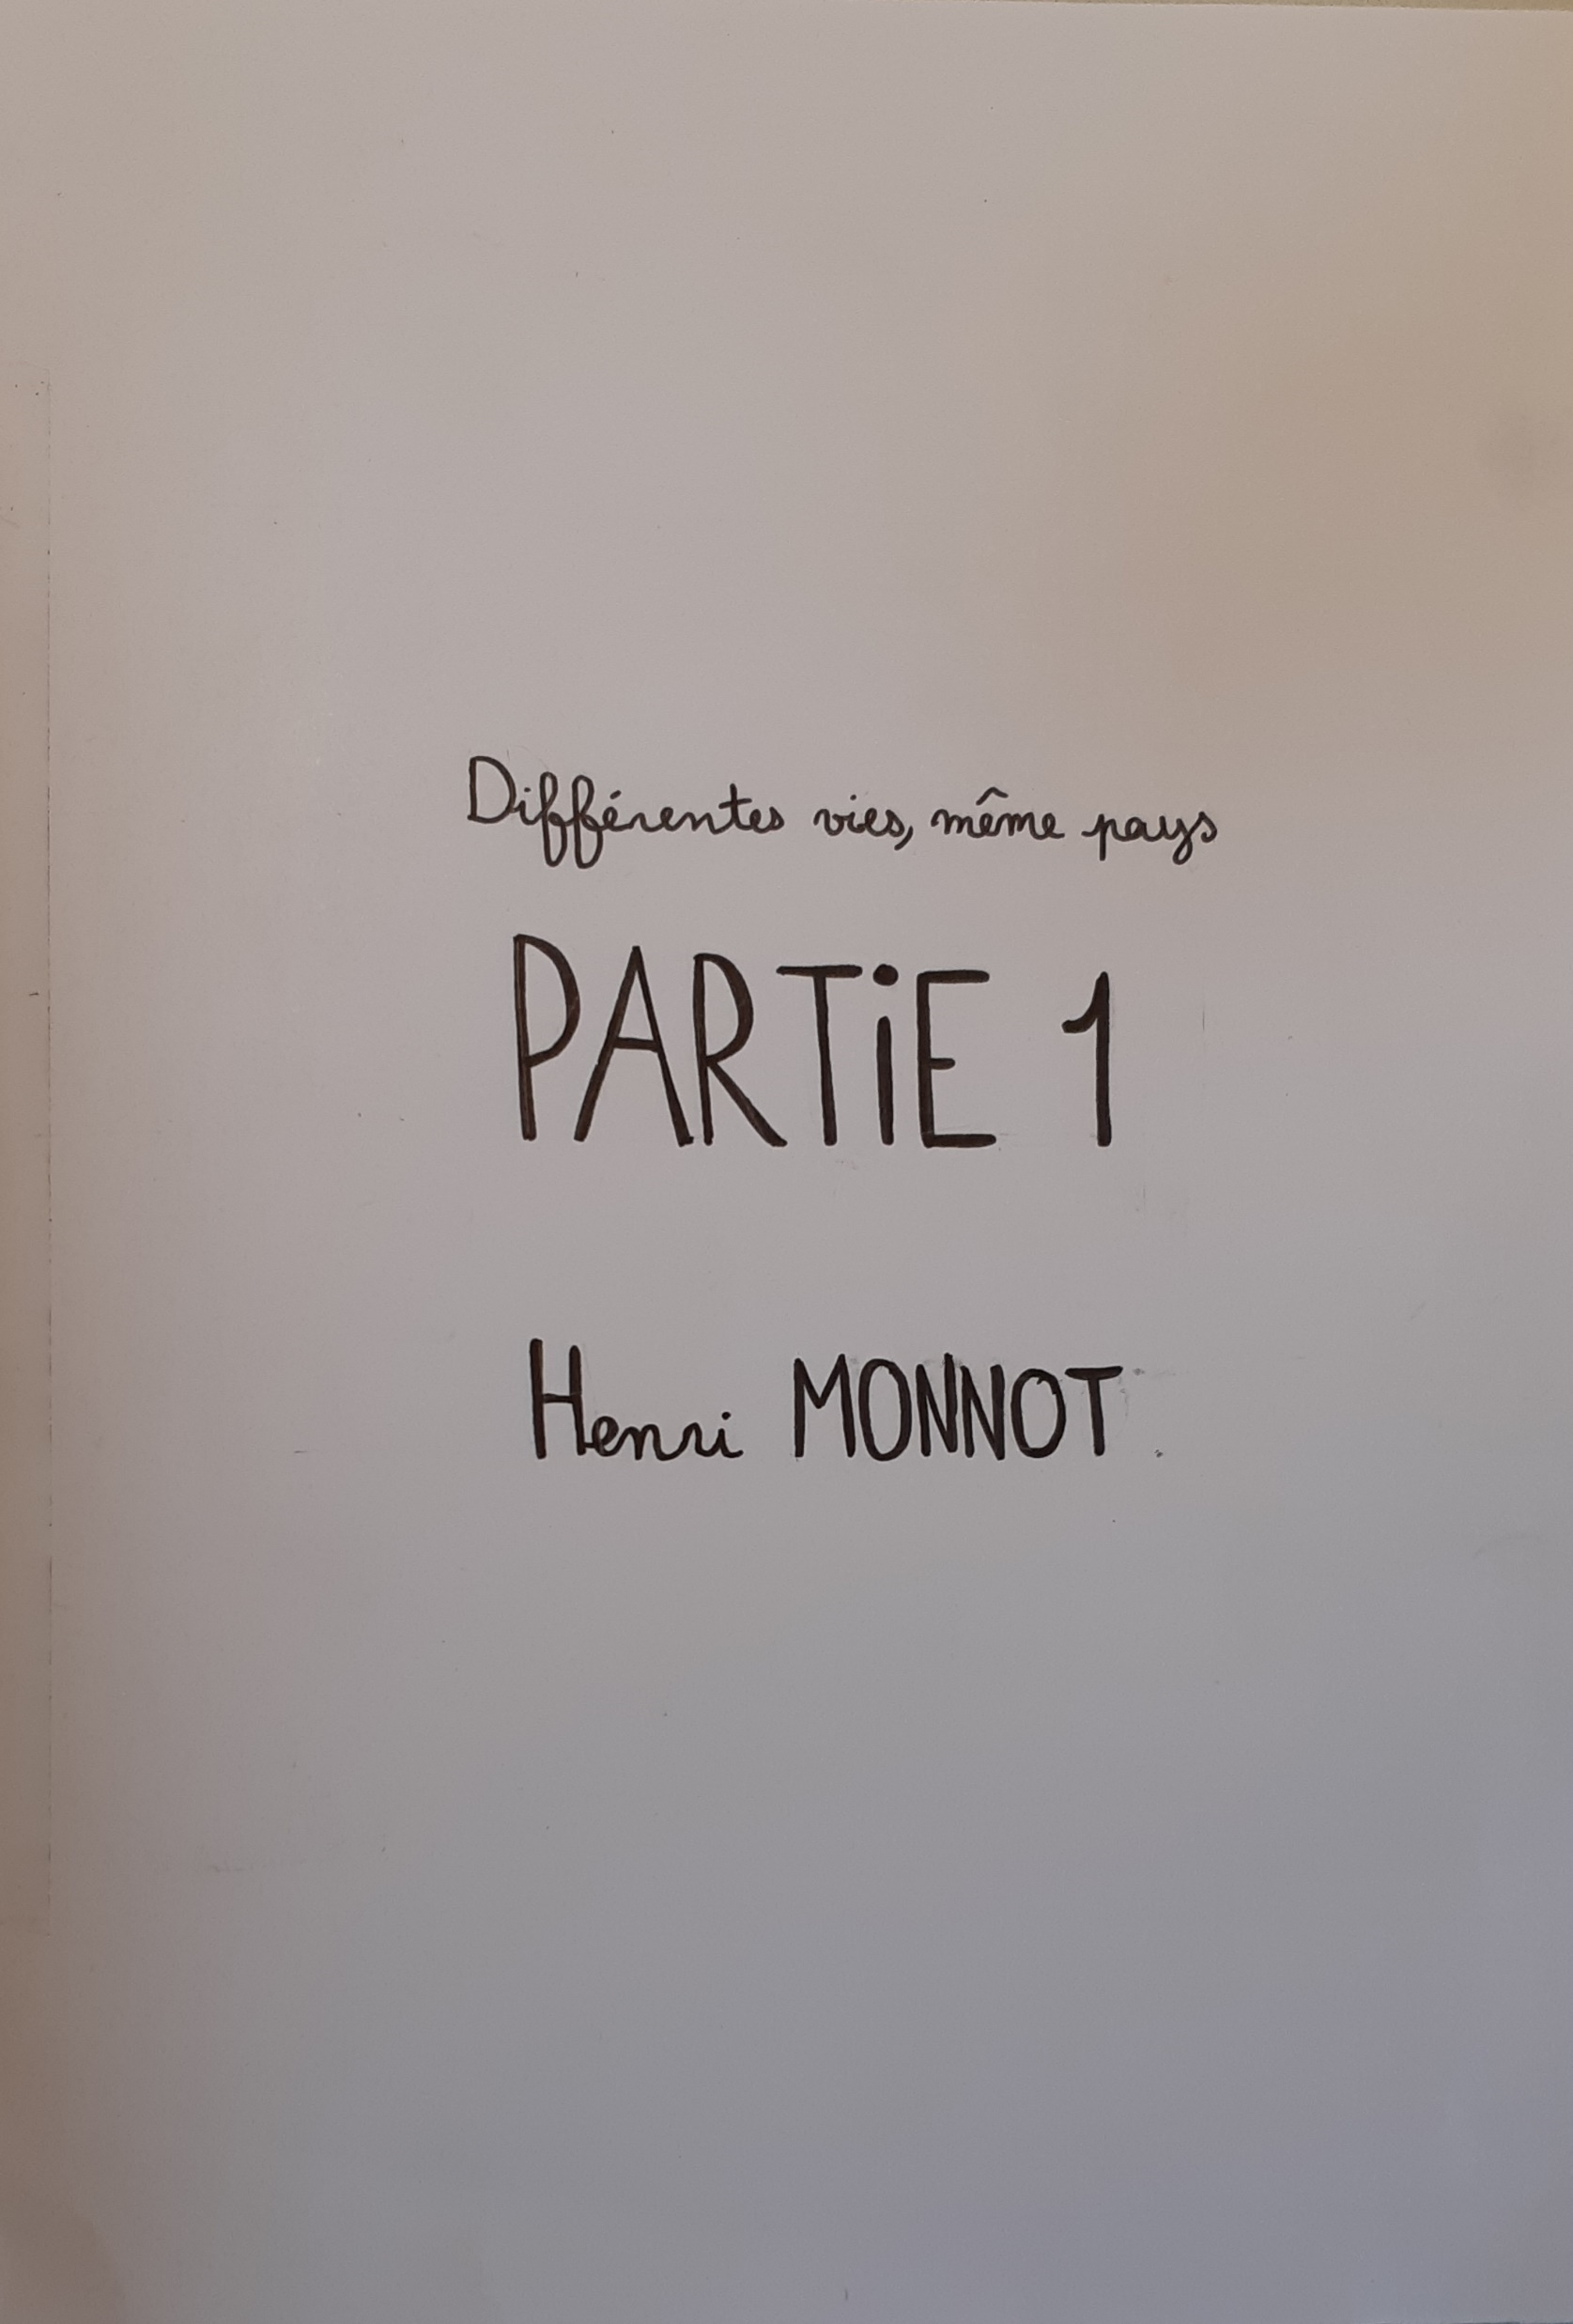 Différentes vies, même pays
PARTiE 1
Henri MONNOT